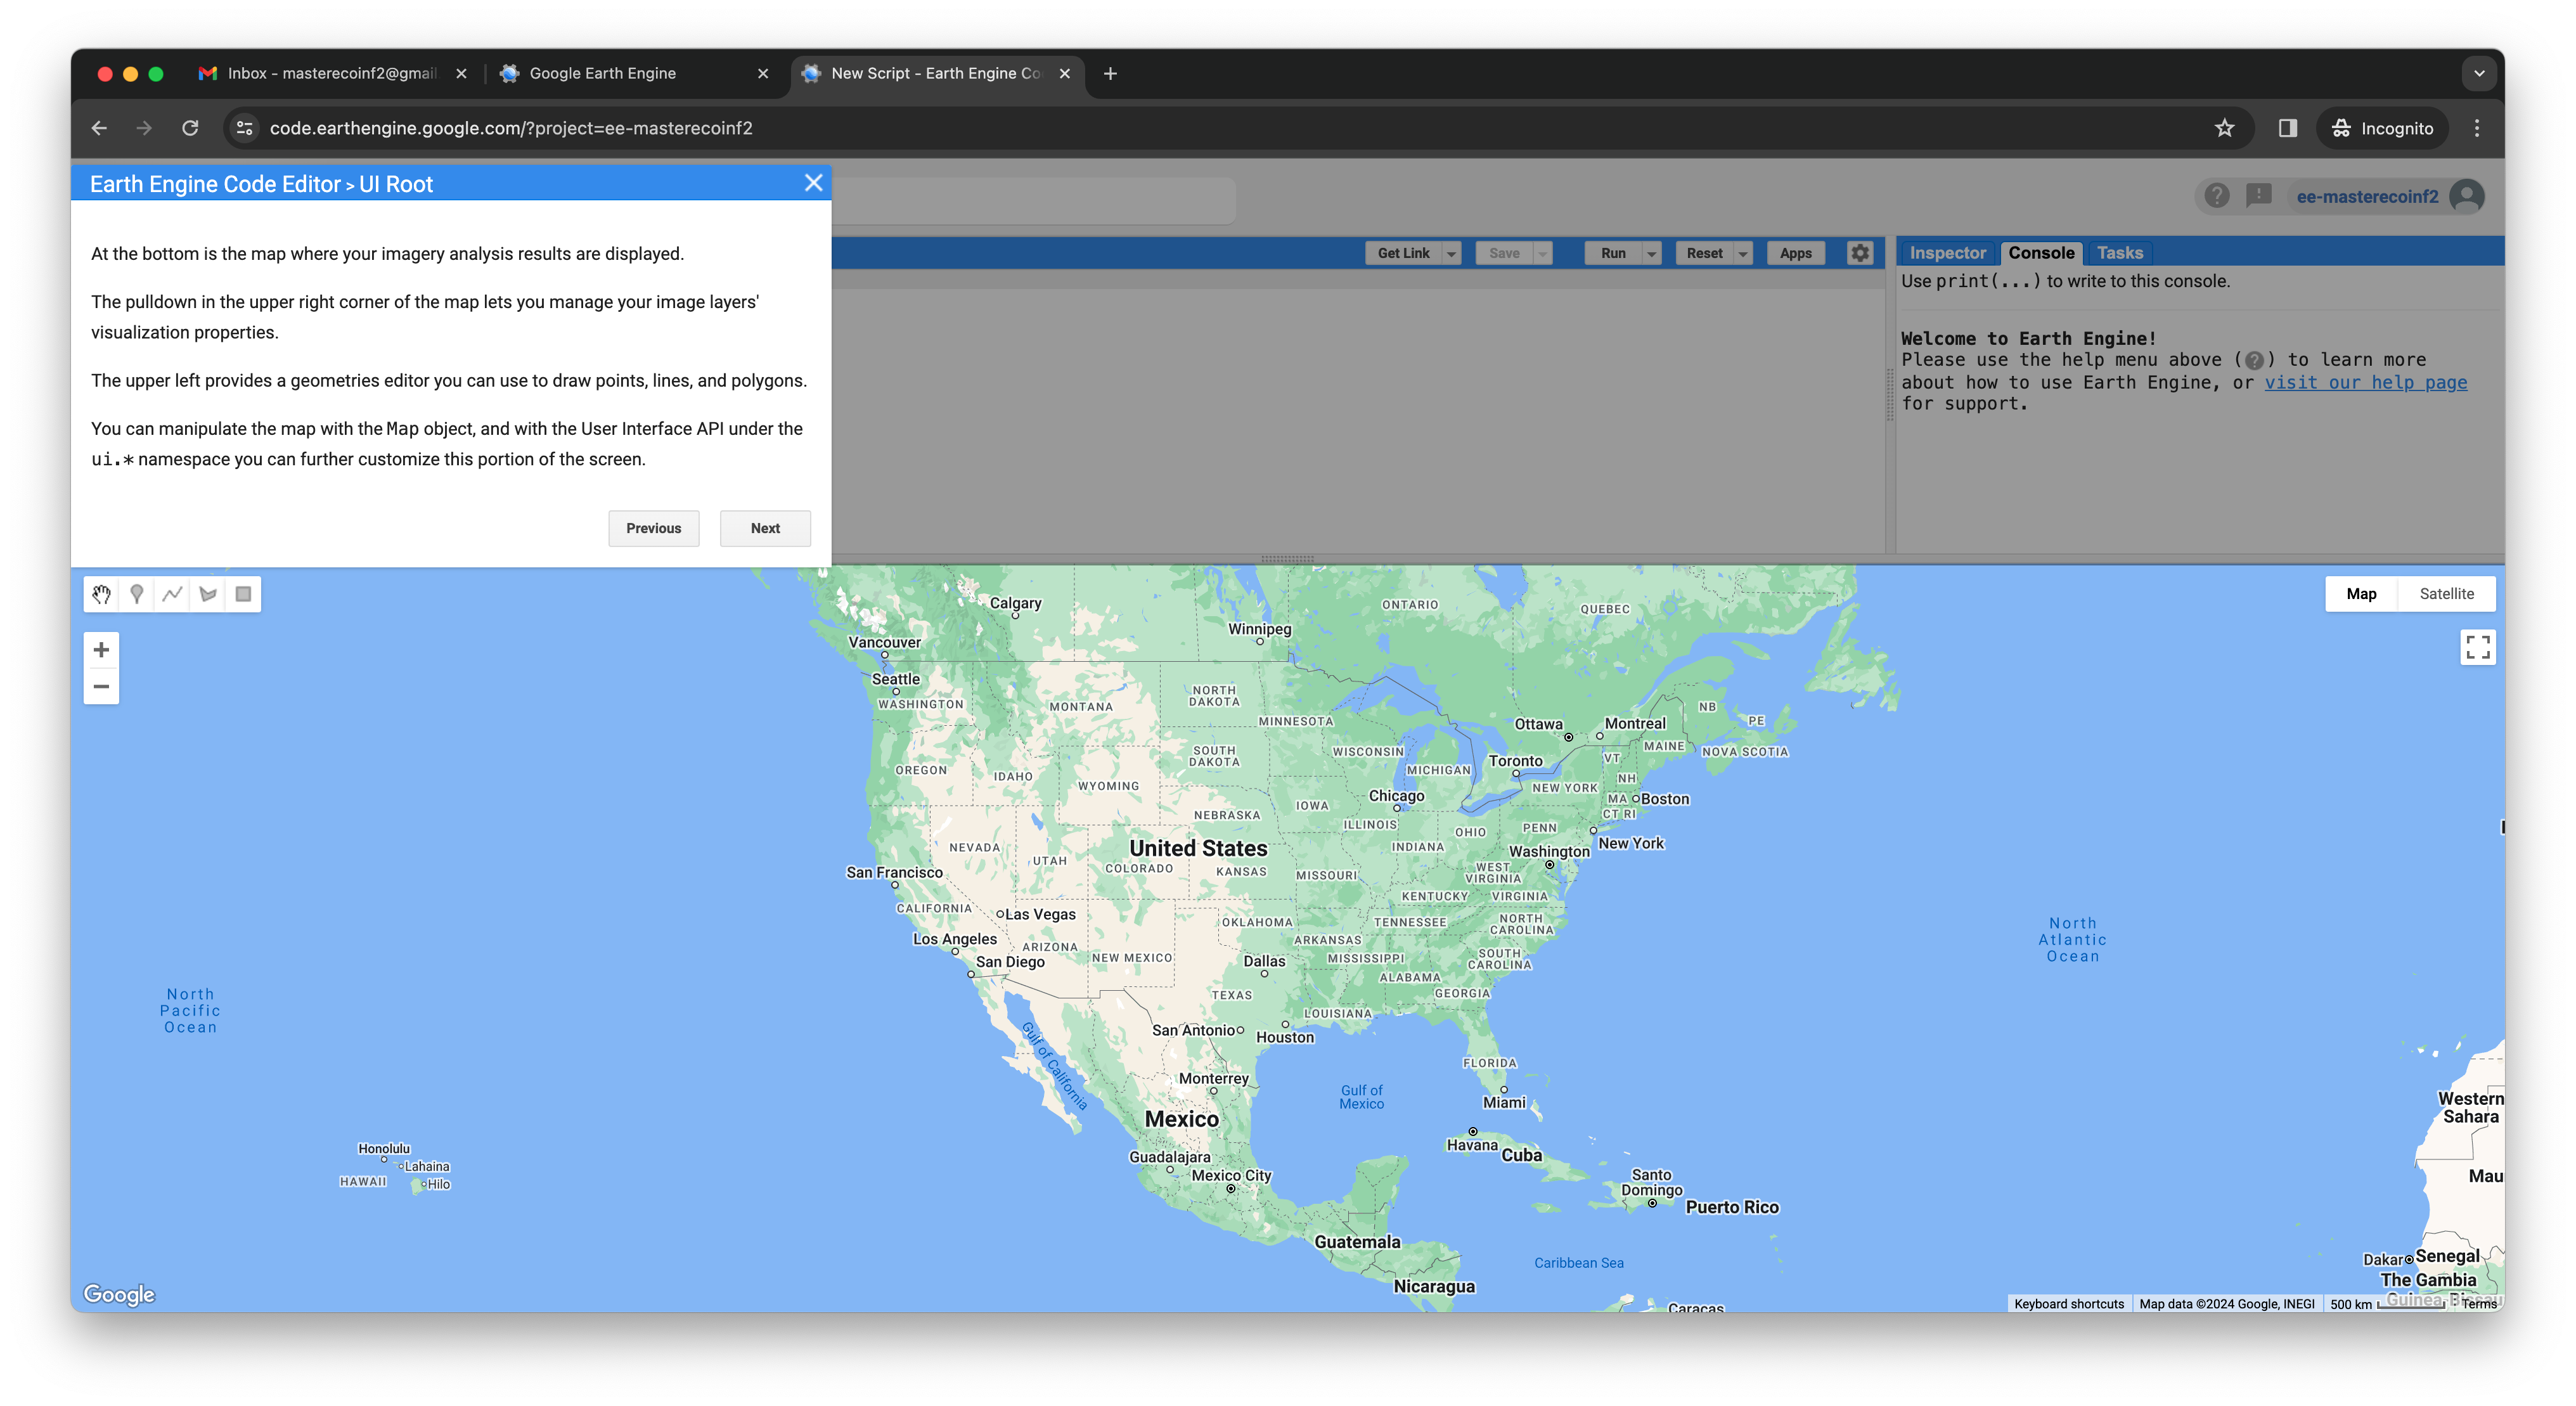 Inbox - masterecoinf2@gmail
Google Earth Engine
New Script - Earth Engine Co
code.earthengine.google.com/?project=ee-masterecoinf2
Incognito
Earth Engine Code Editor > UI Root
At the bottom is the map where your imagery analysis results are displayed.
The pulldown in the upper right corner of the map lets you manage your image layers'
visualization properties.
The upper left provides a geometries editor you can use to draw points, lines, and polygons.
You can manipulate the map with the Map object, and with the User Interface API under the
ui.* namespace you can further customize this portion of the screen.
Previous
Next
ee-masterecoinf2
Get Link
Save
Run
Reset
Apps
Inspector
Console
Tasks
Use print(...) to write to this console.
Welcome to Earth Engine!
Please use the help menu above (?) to learn more
about how to use Earth Engine, or visit our help page
for support.
Map
Satellite
Calgary
ONTARIO
QUEBEC
Winnipeg
Vancouver
Seattle
WASHINGTON
MONTANA
NORTH
DAKOTA
MINNESOTA
NB
PE
Ottawa
Montreal
MAINE
NOVA SCOTIA
SOUTH
DAKOTA
WISCONSIN
MICHIGAN
Toronto
VT
NH
OREGON
IDAHO
WYOMING
NEW YORK
IOWA
Chicago
MA
Boston
CT RI
NEBRASKA
ILLINOIS
OHIO
PENN
New York
NEVADA
UTAH
United States
COLORADO
KANSAS
MISSOURI
INDIANA
Washington
WEST
VIRGINIA
San Francisco
CALIFORNIA
Las Vegas
KENTUCKY
VIRGINIA
OKLAHOMA
TENNESSEE
NORTH
CAROLINA
Los Angeles
ARIZONA
NEW MEXICO
ARKANSAS
San Diego
Dallas
MISSISSIPPI
SOUTH
CAROLINA
ALABAMA
TEXAS
GEORGIA
LOUISIANA
San Antonio
Houston
North
Atlantic
Ocean
North
Pacific
Ocean
Gulf of California
FLORIDA
Monterrey
Gulf of
Mexico
Miami
Western
Sahara
Mexico
Havana
Cuba
Honolulu
Lahaina
HAWAII
Hilo
Guadalajara
Mexico City
Santo
Domingo
Puerto Rico
Mau
Guatemala
Caribbean Sea
Dakar
Senegal
The Gambia
Nicaragua
Caracas
Google
Keyboard shortcuts
Map data ©2024 Google, INEGI
500 km
Terms